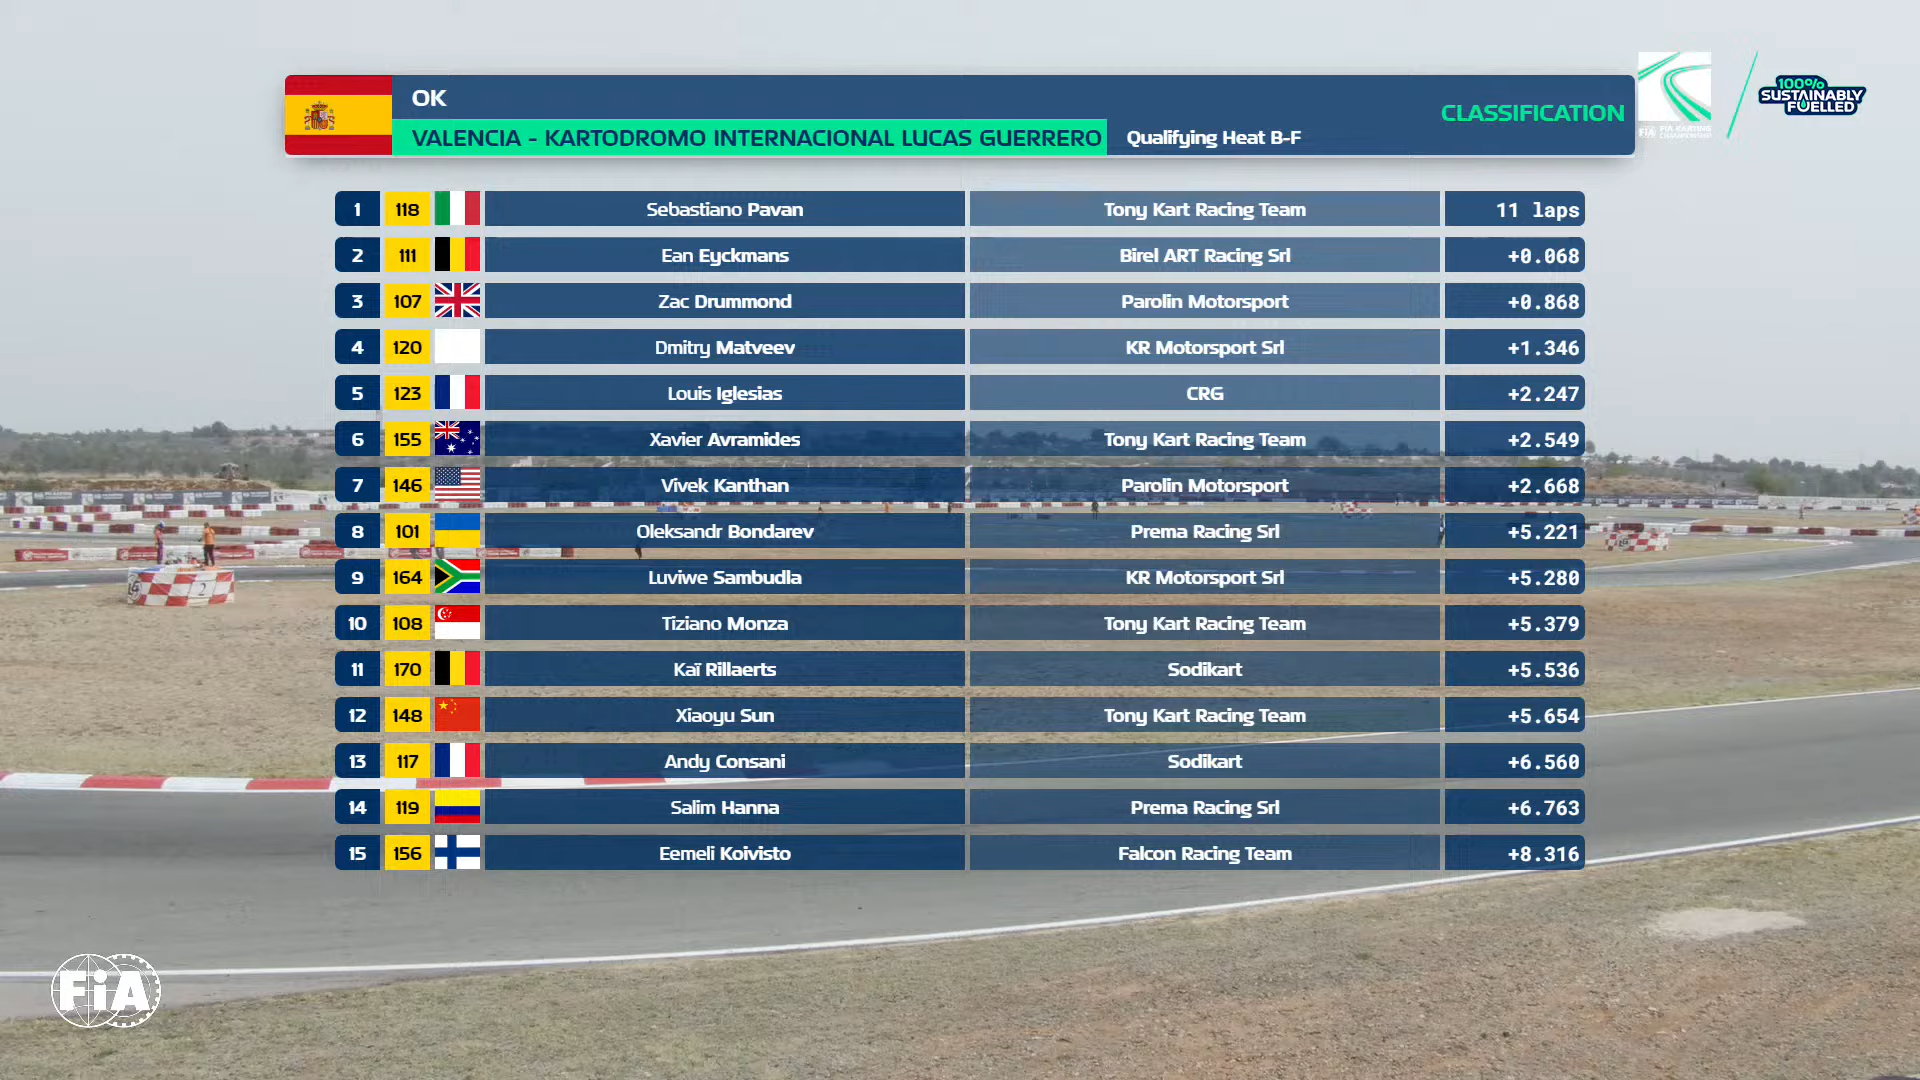 OK
VALENCIA - KARTODROMO INTERNACIONAL LUCAS GUERRERO Qualifying Heat B-F
CLASSIFICATION
FIA FIA KARTING
CHAMPIONSHIP
100%
SUSTAINABLY
FUELLED
1 118 Sebastiano Pavan Tony Kart Racing Team 11 laps
2 111 Ean Eyckmans Birel ART Racing Srl +0.068
3 107 Zac Drummond Parolin Motorsport +0.868
4 120 Dmitry Matveev KR Motorsport Srl +1.346
5 123 Louis Iglesias CRG +2.247
6 155 Xavier Avramides Tony Kart Racing Team +2.549
7 146 Vivek Kanthan Parolin Motorsport +2.668
8 101 Oleksandr Bondarev Prema Racing Srl +5.221
9 164 Luviwe Sambudla KR Motorsport Srl +5.280
10 108 Tiziano Monza Tony Kart Racing Team +5.379
11 170 Kaï Rillaerts Sodikart +5.536
12 148 Xiaoyu Sun Tony Kart Racing Team +5.654
13 117 Andy Consani Sodikart +6.560
14 119 Salim Hanna Prema Racing Srl +6.763
15 156 Eemeli Koivisto Falcon Racing Team +8.316
2
FiA